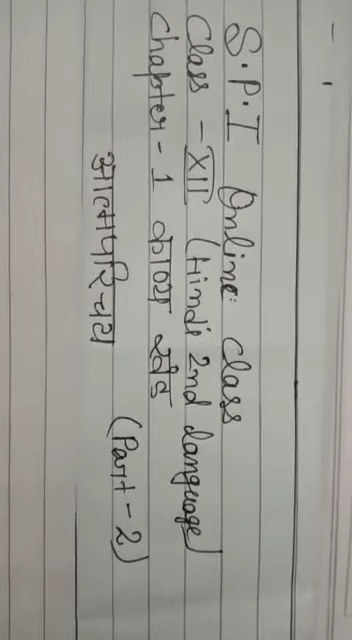 S.P.I Online class
Class - XII (Hindi 2nd language)
Chapter - 1 काव्य खंड
आत्मपरिचय (Part - 2)